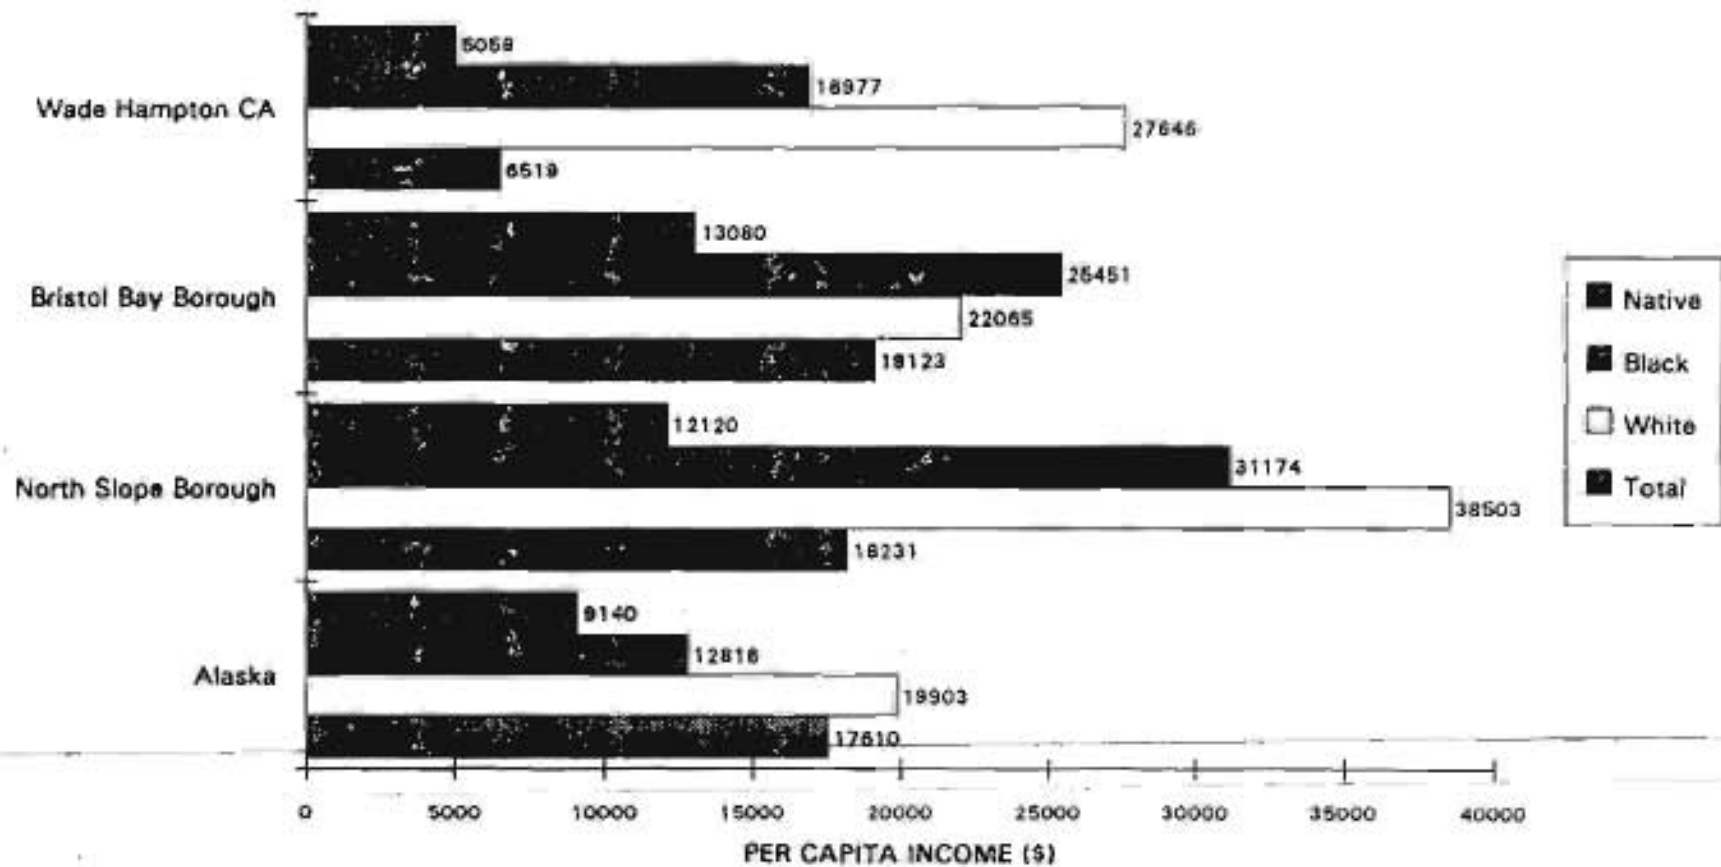 Wade Hampton CA
5058
16977
27646
6519
Bristol Bay Borough
13080
25451
22065
19123
North Slope Borough
12120
31174
38503
18231
Alaska
9140
12816
19903
17610
0 5000 10000 15000 20000 25000 30000 35000 40000
PER CAPITA INCOME ($)
Native
Black
White
Total